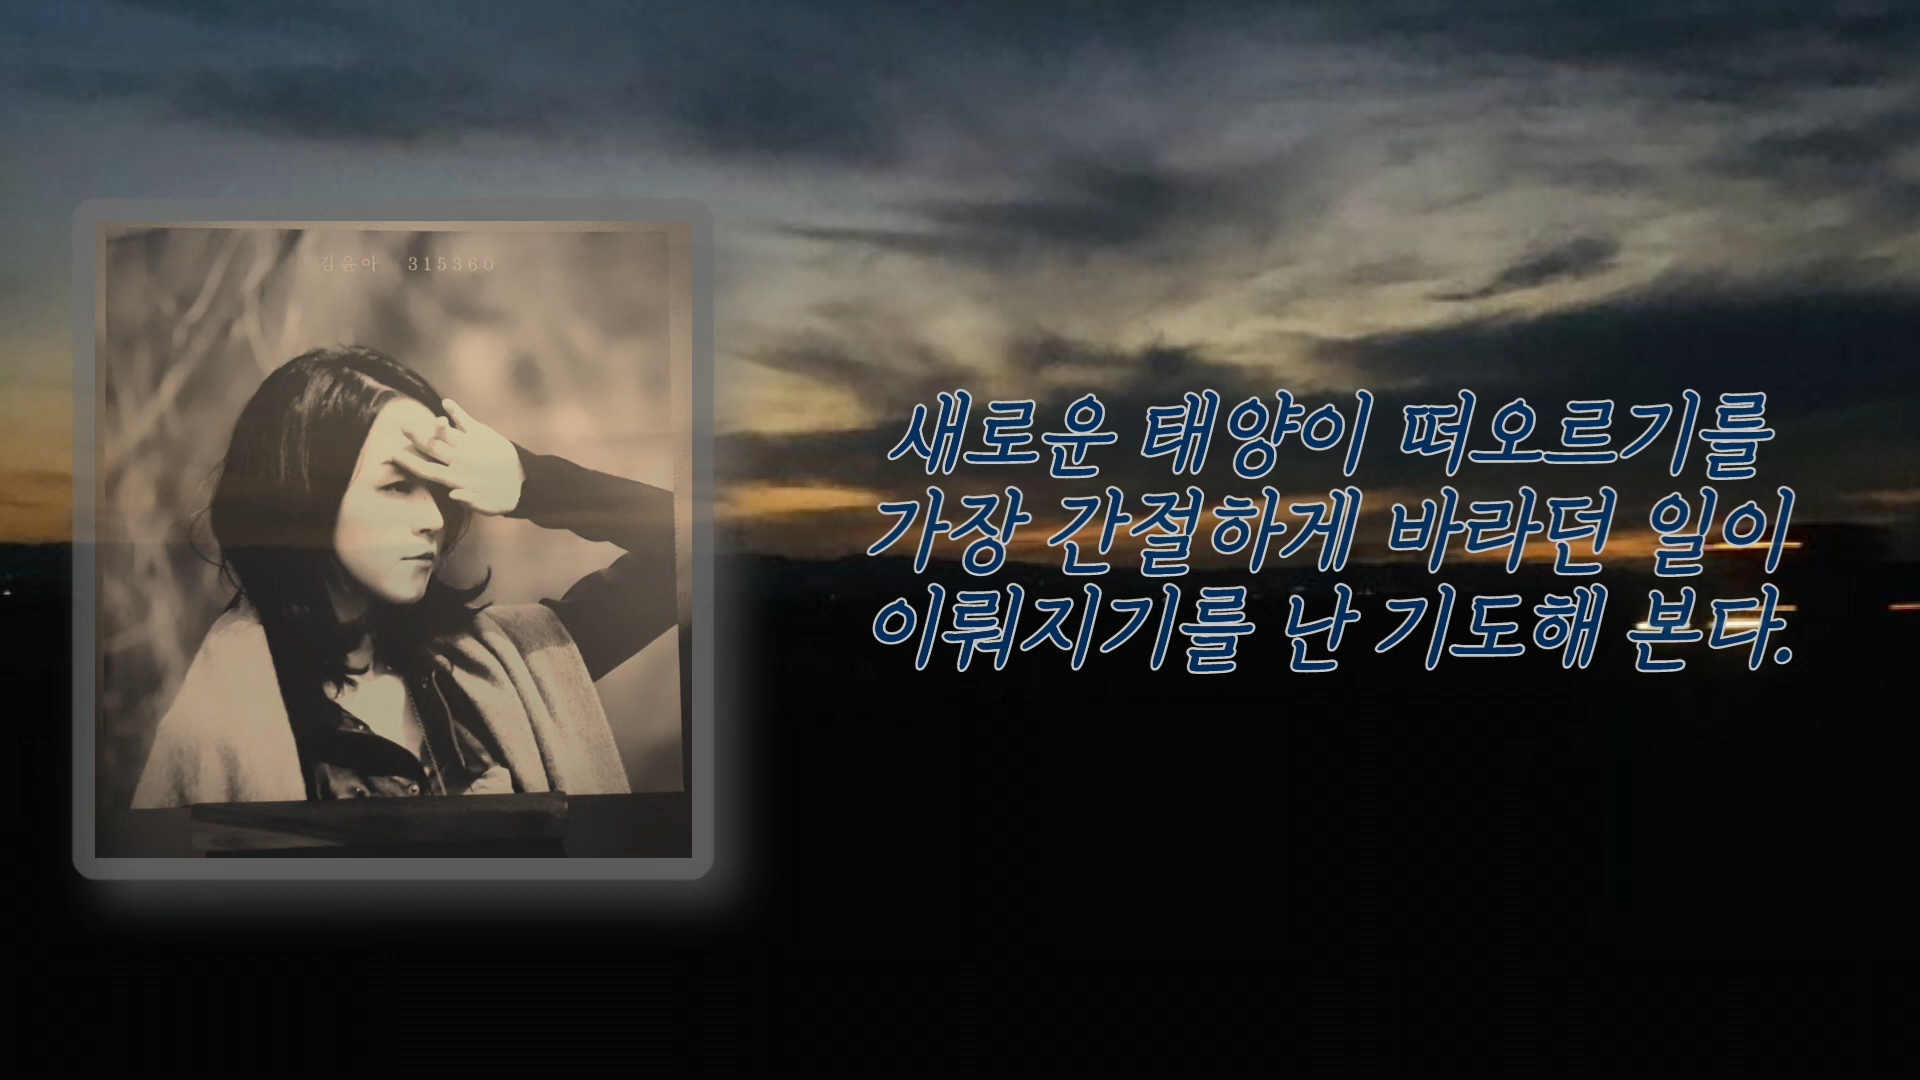 김윤아 315360
새로운 태양이 떠오르기를
가장 간절하게 바라던 일이
이뤄지기를 난 기도해 본다.